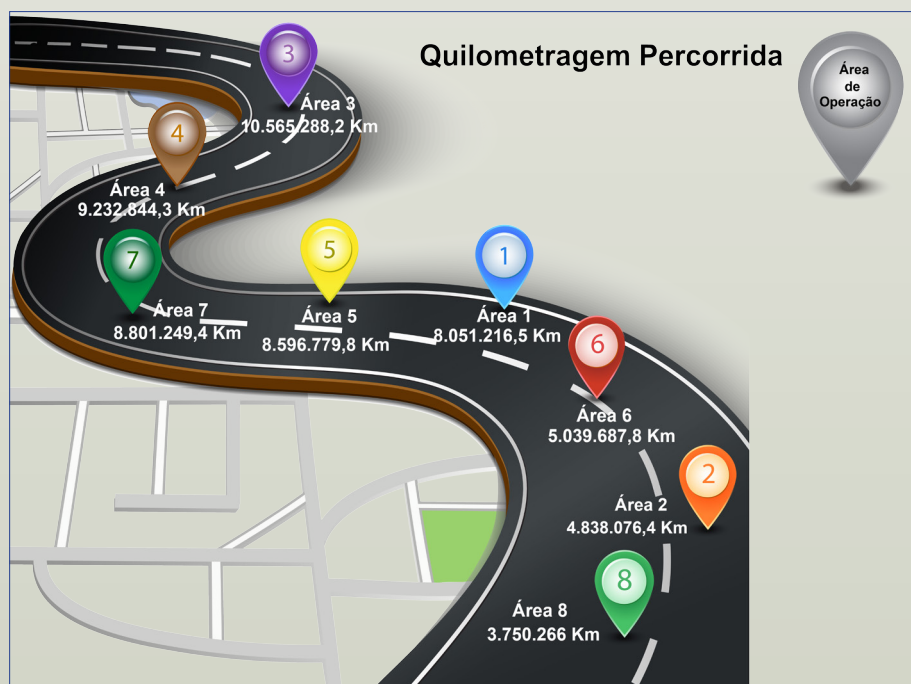 Quilometragem Percorrida
Área
de
Operação
3
Área 3
10.565.288,2 Km
4
Área 4
9.232.844,3 Km
7
Área 7
8.801.249,4 Km
5
Área 5
8.596.779,8 Km
1
Área 1
8.051.216,5 Km
6
Área 6
5.039.687,8 Km
2
Área 2
4.838.076,4 Km
8
Área 8
3.750.266 Km